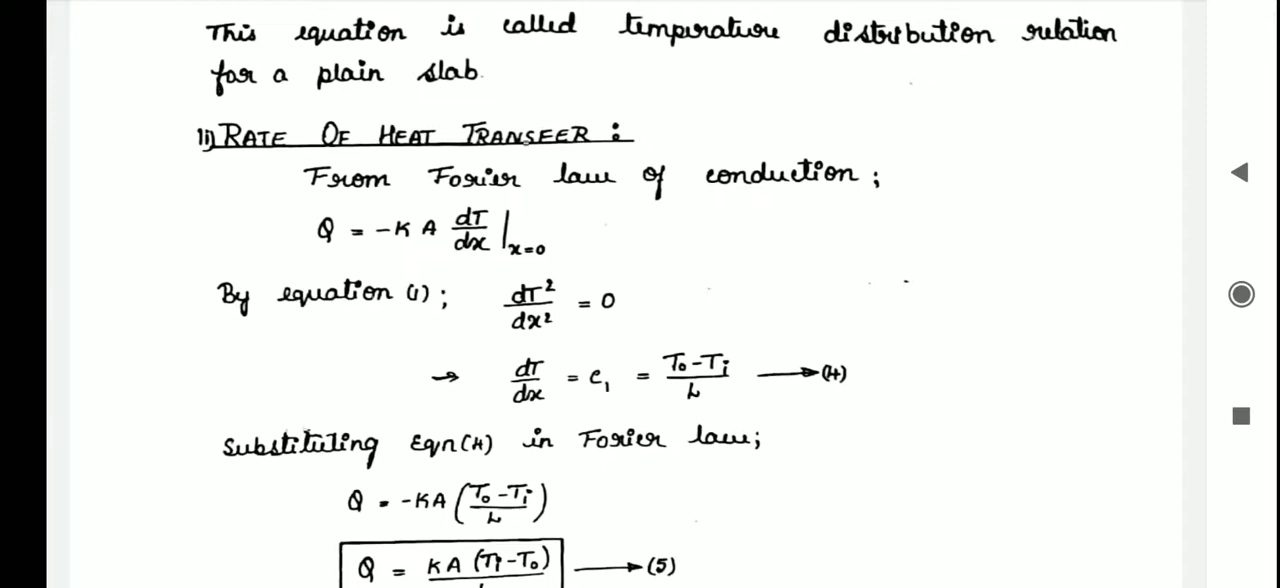 This equation is called temperature distribution relation
for a plain slab.
ii) RATE OF HEAT TRANSFER :
From Forier law of conduction ;
Q = -K A dT/dx |x=0
By equation (1) ; dT²/dx² = 0
→ dT/dx = C₁ = (To - Ti)/L → (4)
Substituting Eqn(4) in Forier law ;
Q = -KA (To - Ti / L)
Q = KA (Ti - To) → (5)